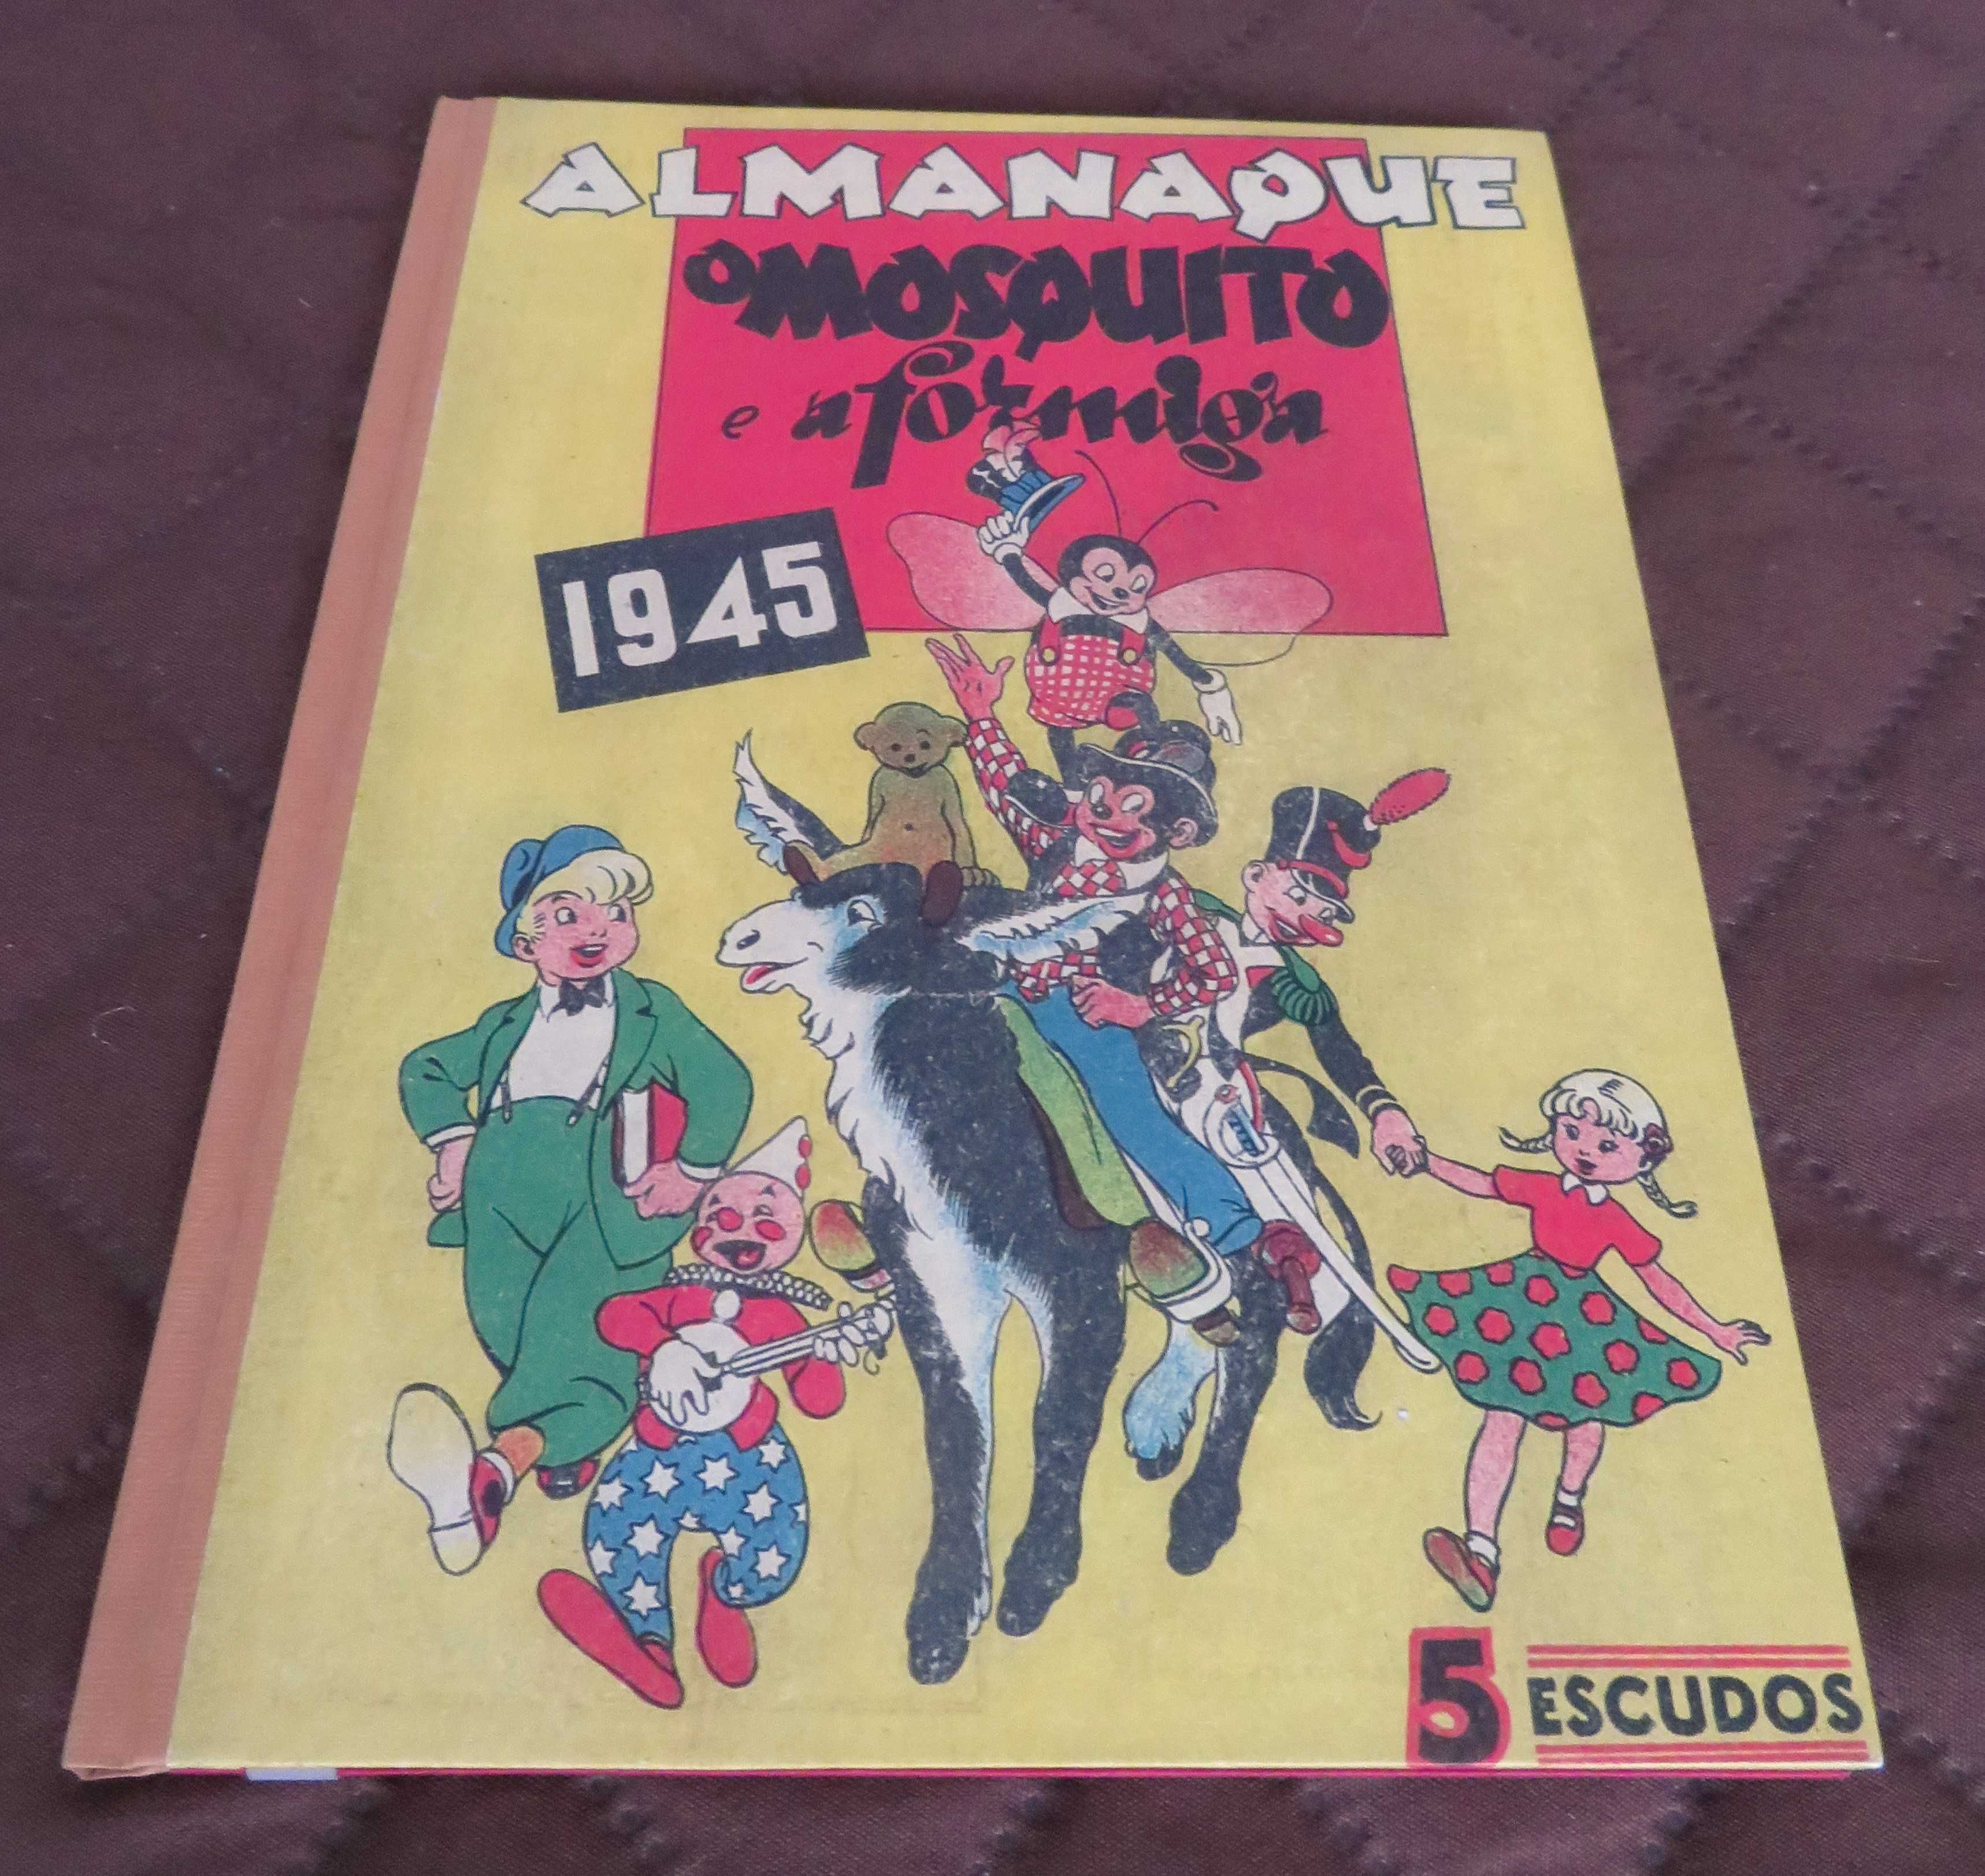 ALMANAQUE
O MOSQUITO
e a formiga
1945
5 ESCUDOS